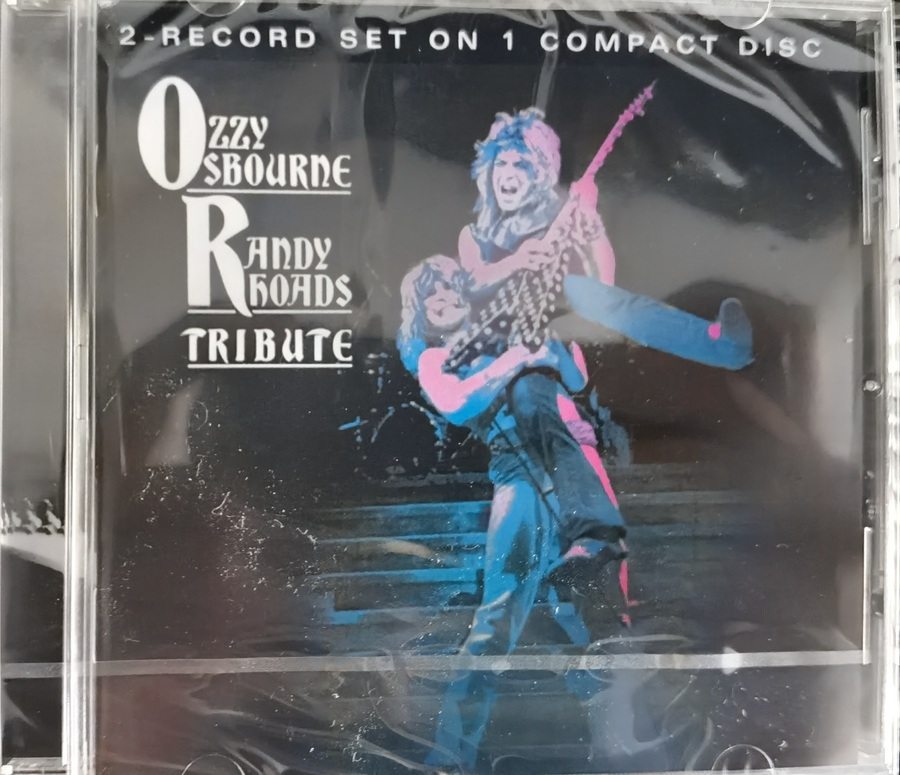 2-RECORD SET ON 1 COMPACT DISC
OZZY
OSBOURNE
RANDY
RHOADS
TRIBUTE